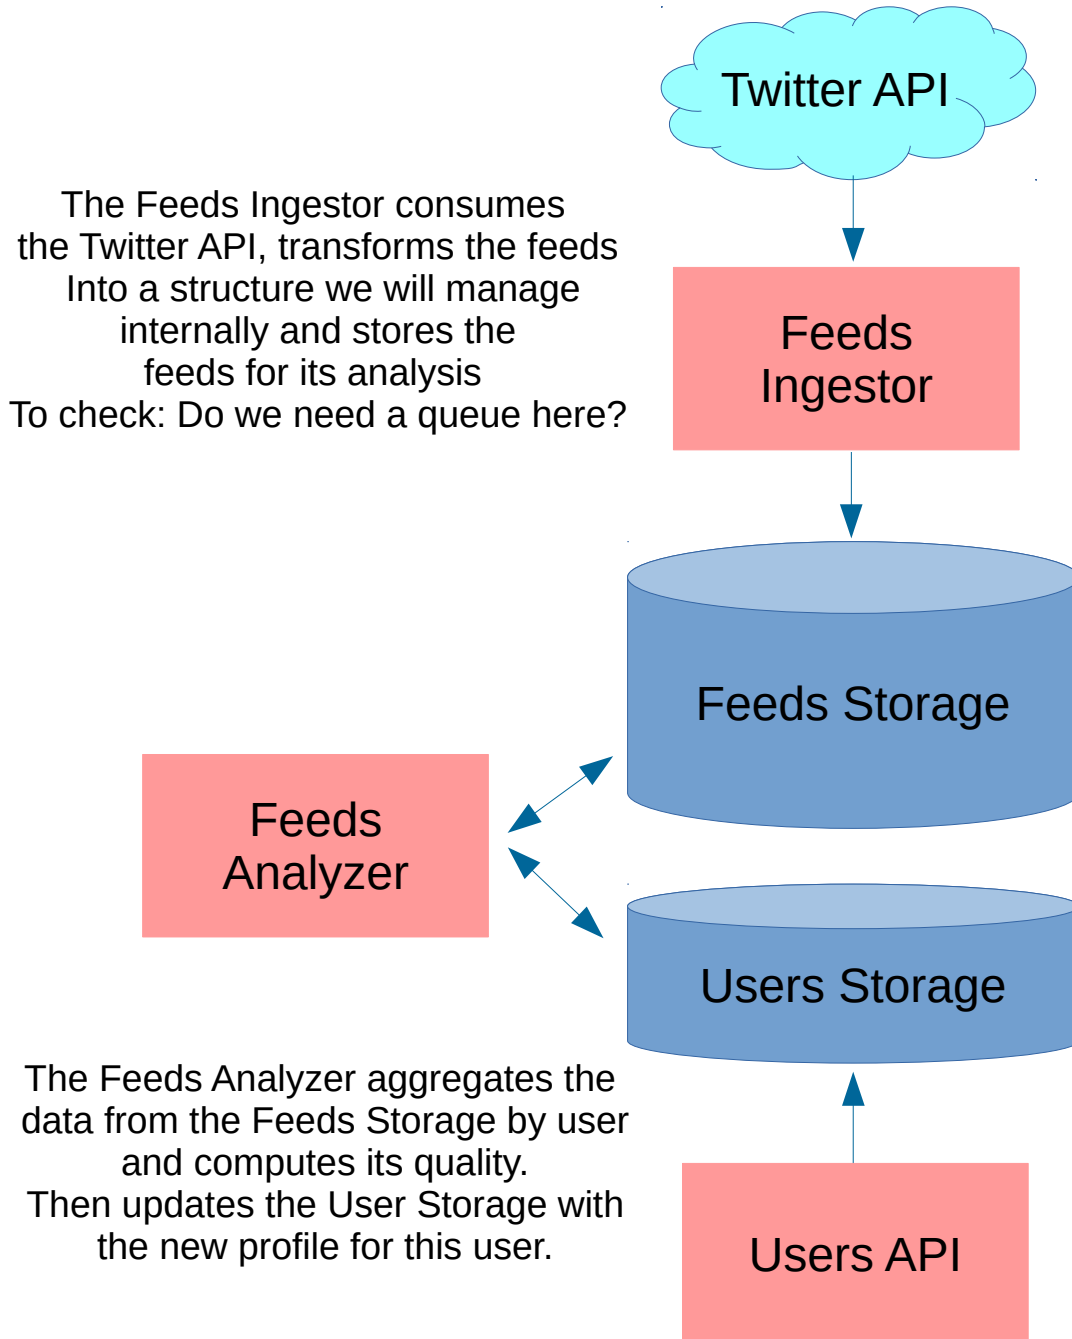 Twitter API
The Feeds Ingestor consumes
the Twitter API, transforms the feeds
Into a structure we will manage
internally and stores the
feeds for its analysis
To check: Do we need a queue here?
Feeds
Ingestor
Feeds Storage
Feeds
Analyzer
Users Storage
The Feeds Analyzer aggregates the
data from the Feeds Storage by user
and computes its quality.
Then updates the User Storage with
the new profile for this user.
Users API